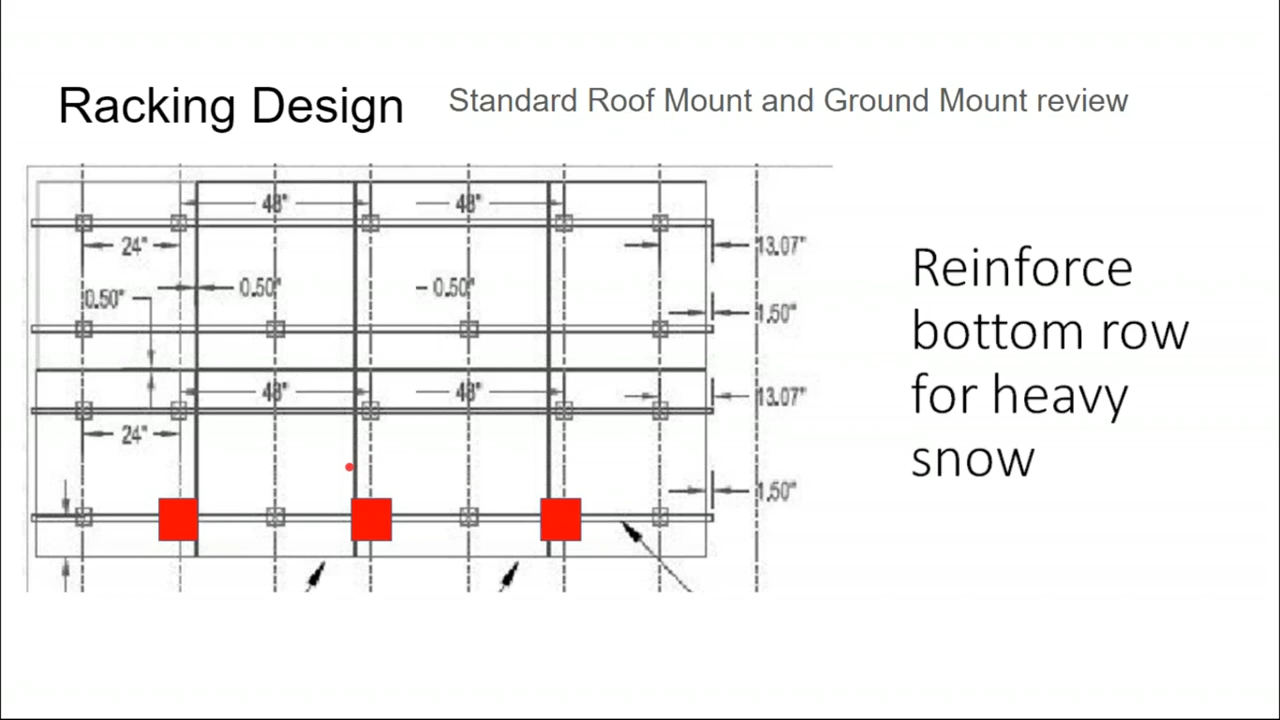 Racking Design
Standard Roof Mount and Ground Mount review
48" 48"
24" 13.07"
0.50" 0.50" 0.50"
1.50"
48" 48" 13.07"
24"
1.50"
Reinforce
bottom row
for heavy
snow